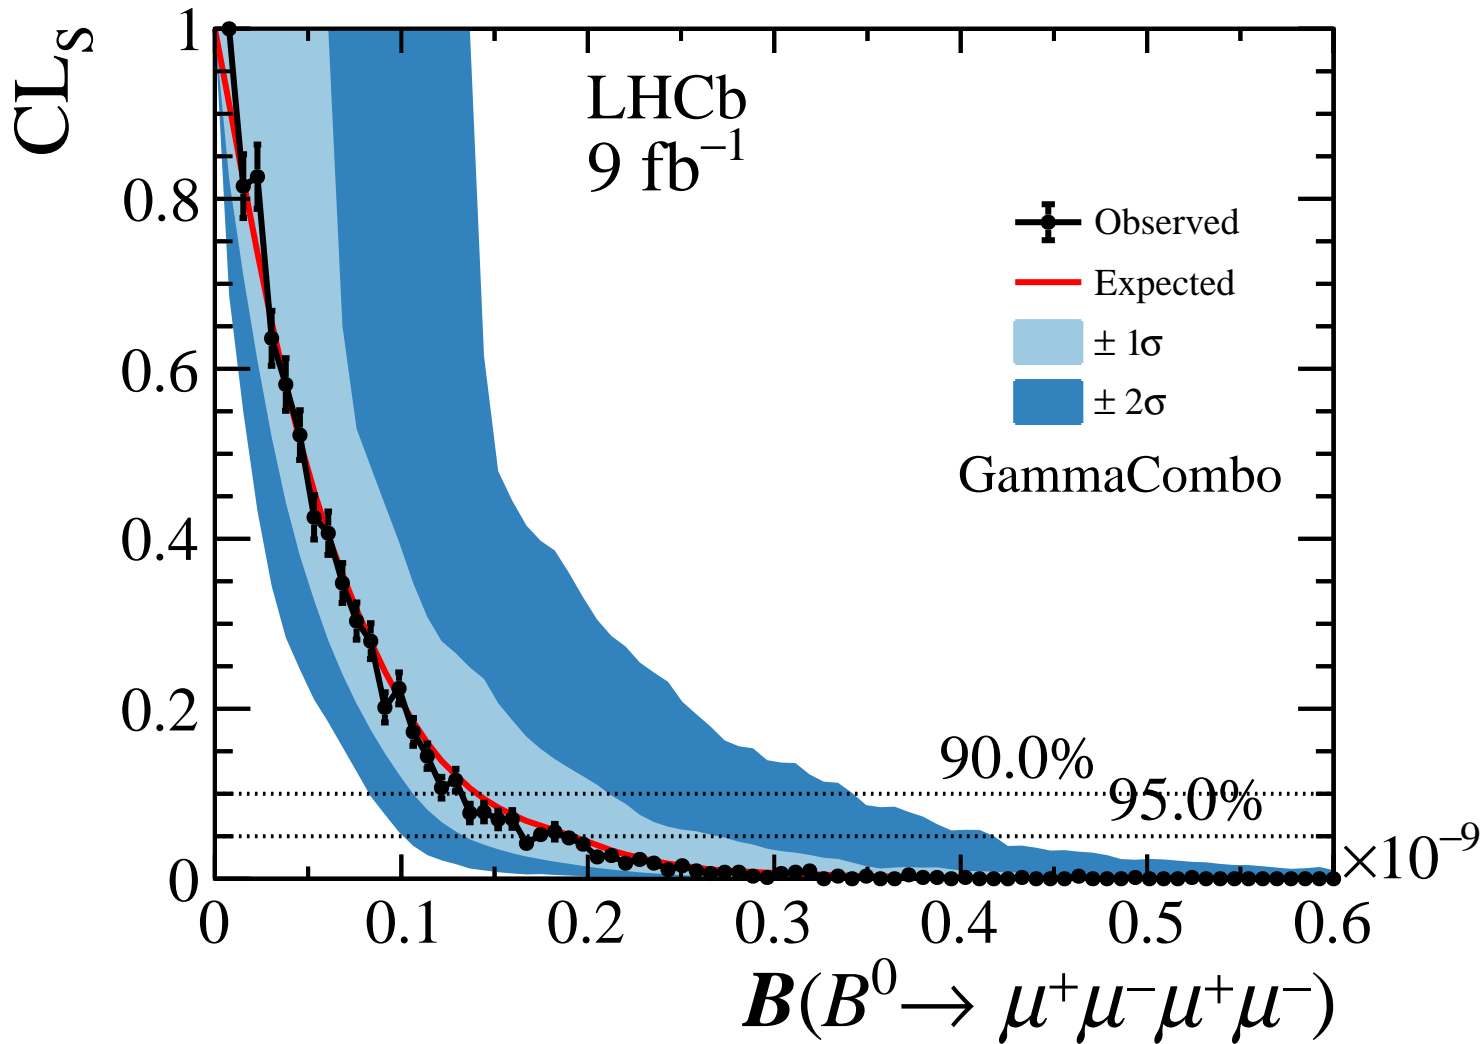 CLₛ
1
0.8
0.6
0.4
0.2
0
LHCb
9 fb⁻¹
Observed
Expected
± 1σ
± 2σ
GammaCombo
90.0%
95.0%
×10⁻⁹
0 0.1 0.2 0.3 0.4 0.5 0.6
B(B⁰→ μ⁺μ⁻μ⁺μ⁻)